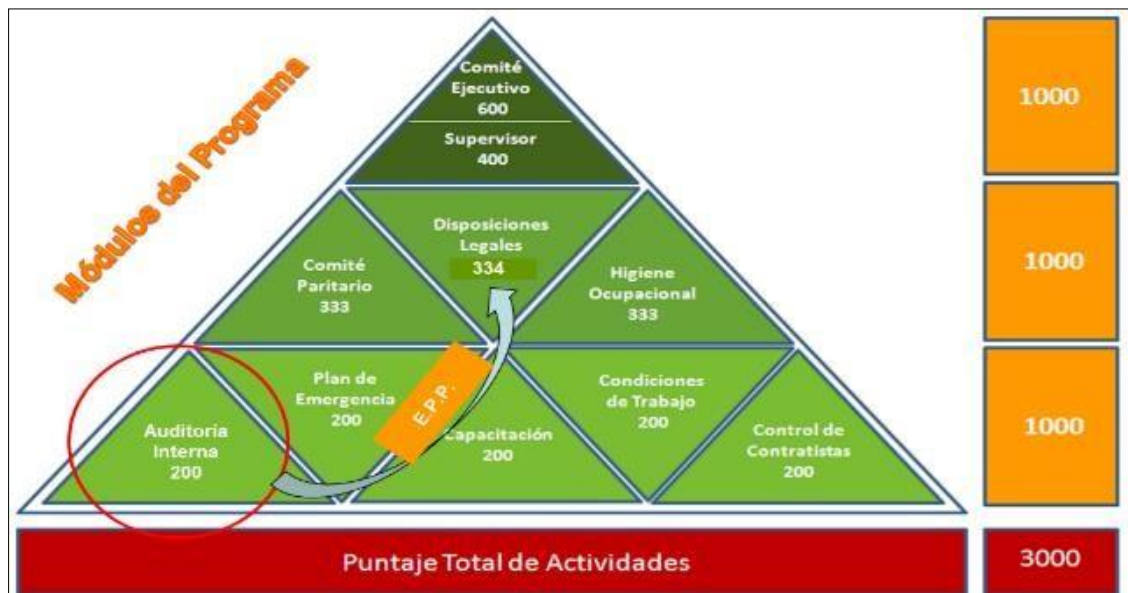 Módulos del Programa
Comité
Ejecutivo
600
Supervisor
400
1000
Disposiciones
Legales
334
Comité
Paritario
333
Higiene
Ocupacional
333
1000
Auditoría
Interna
200
Plan de
Emergencia
200
E.P.P.
Capacitación
200
Condiciones
de Trabajo
200
Control de
Contratistas
200
1000
Puntaje Total de Actividades
3000